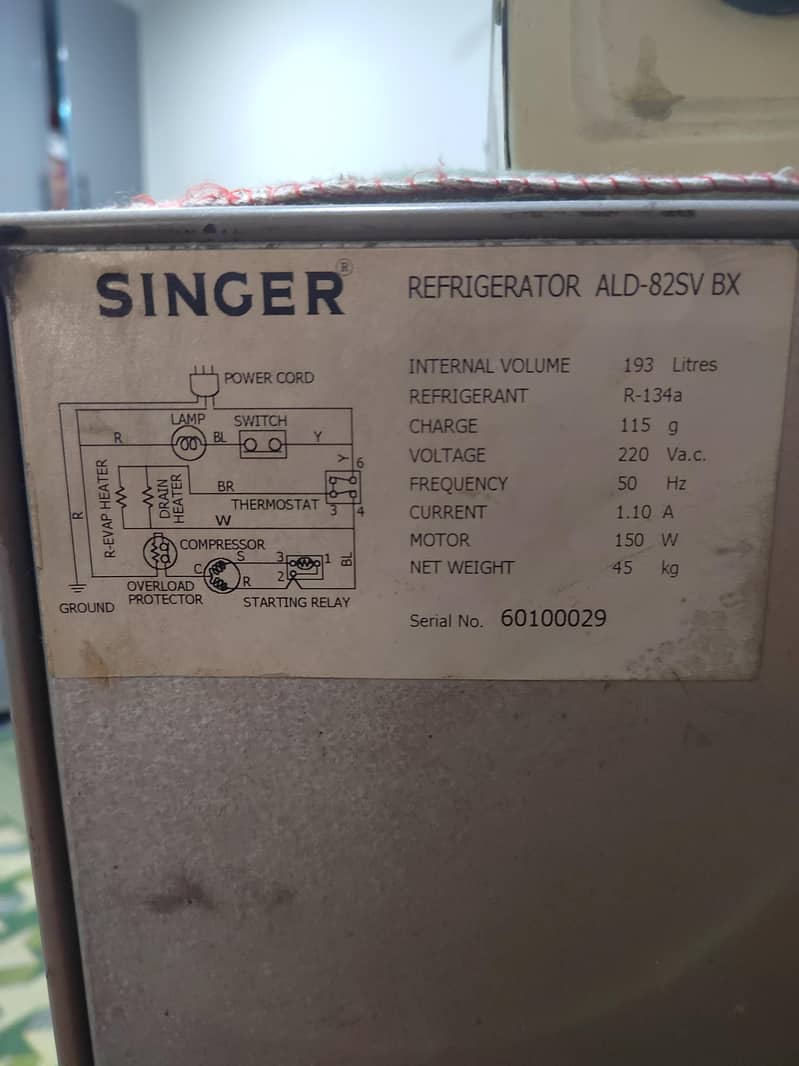 SINGER®
REFRIGERATOR ALD-82SV BX
POWER CORD
LAMP
SWITCH
R
BL
Y
Y
6
R-EVAP HEATER
DRAIN
HEATER
BR
THERMOSTAT
3
4
R
W
COMPRESSOR
S
3
1
BL
C
R
2
OVERLOAD
PROTECTOR
STARTING RELAY
GROUND
INTERNAL VOLUME 193 Litres
REFRIGERANT R-134a
CHARGE 115 g
VOLTAGE 220 Va.c.
FREQUENCY 50 Hz
CURRENT 1.10 A
MOTOR 150 W
NET WEIGHT 45 kg
Serial No. 60100029